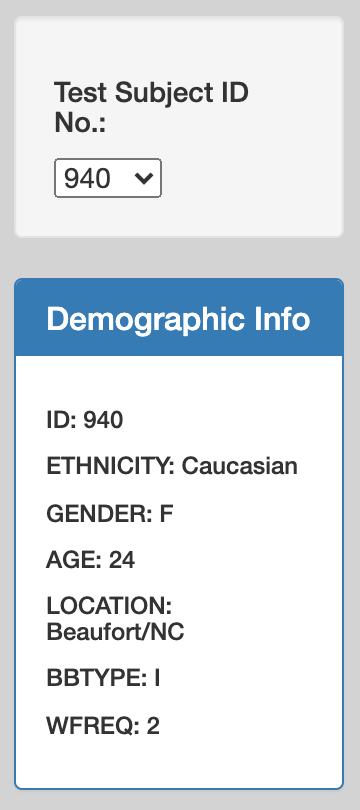 Test Subject ID
No.:
940
Demographic Info
ID: 940
ETHNICITY: Caucasian
GENDER: F
AGE: 24
LOCATION:
Beaufort/NC
BBTYPE: I
WFREQ: 2